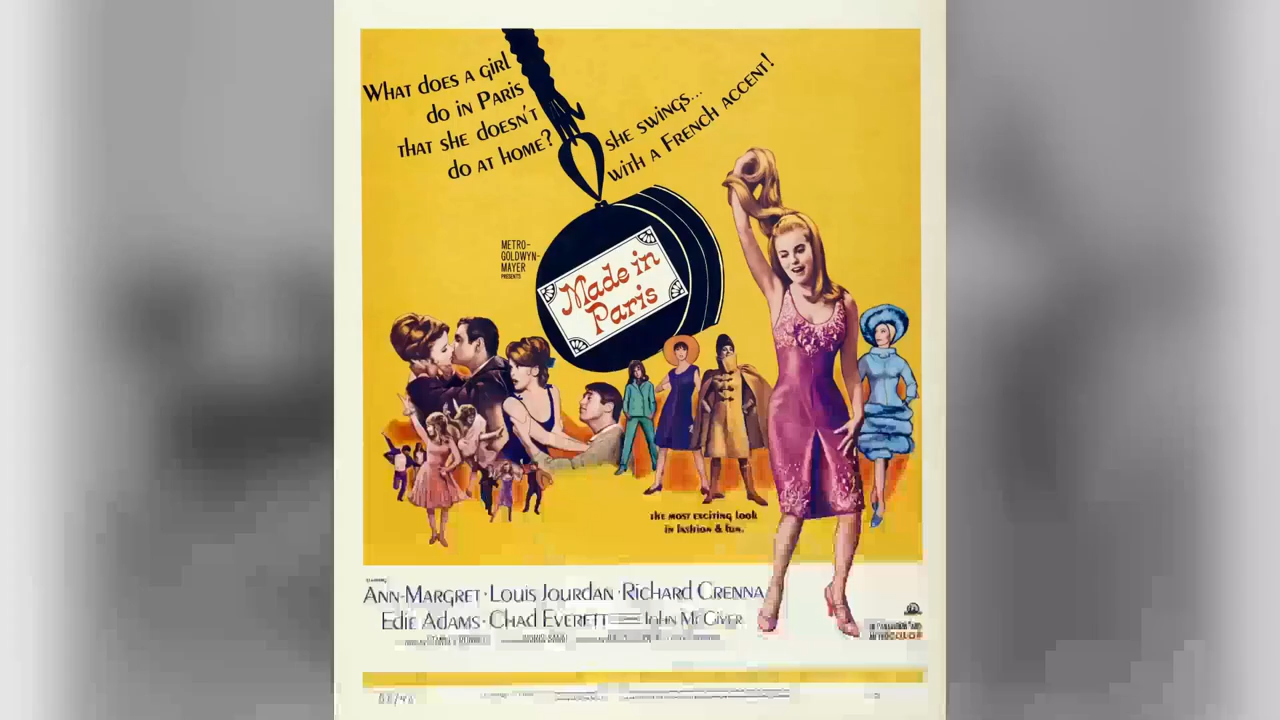 What does a girl
do in Paris
that she doesn't
do at home?
she swings...
with a French accent!
METRO-
GOLDWYN-
MAYER
PRESENTS
Made in
Paris
the most exciting look
in fashion & fun.
STARRING
Ann-Margret · Louis Jourdan · Richard Crenna
Edie Adams · Chad Everett John McGiver
IN PANAVISION AND
METROCOLOR